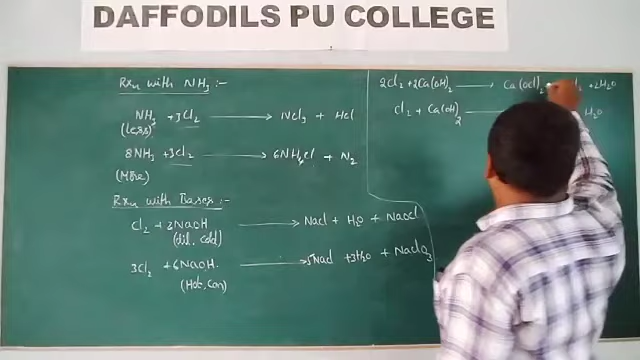 DAFFODILS PU COLLEGE
Rxn with NH₃ :-
NH₃ + 3Cl₂ → NCl₃ + HCl
(Less)
8NH₃ + 3Cl₂ → 6NH₄Cl + N₂
(More)
Rxn with Bases :-
Cl₂ + 2NaOH → NaCl + H₂O + NaOCl
(dil, cold)
3Cl₂ + 6NaOH. → 5NaCl + 3H₂O + NaClO₃
(Hot, Con)
2Cl₂ + 2Ca(OH)₂ → Ca(OCl)₂ + 2H₂O
Cl₂ + Ca(OH)₂ → H₂O